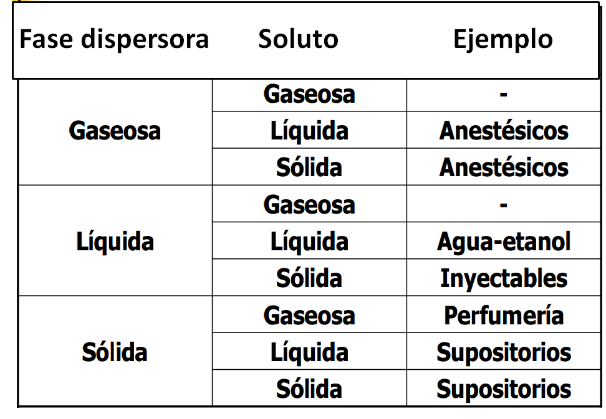 Fase dispersora Soluto Ejemplo
Gaseosa -
Gaseosa Líquida Anestésicos
Sólida Anestésicos
Gaseosa -
Líquida Líquida Agua-etanol
Sólida Inyectables
Gaseosa Perfumería
Sólida Líquida Supositorios
Sólida Supositorios